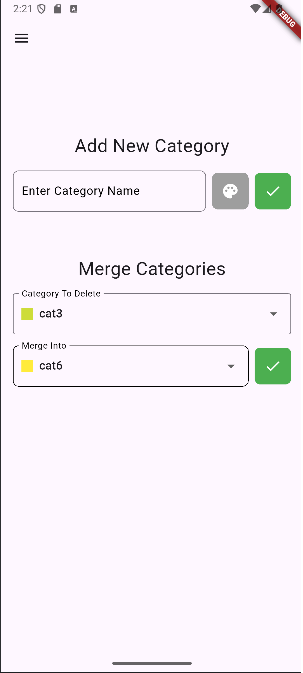 2:21
DEBUG
Add New Category
Enter Category Name
Merge Categories
Category To Delete
cat3
Merge Into
cat6